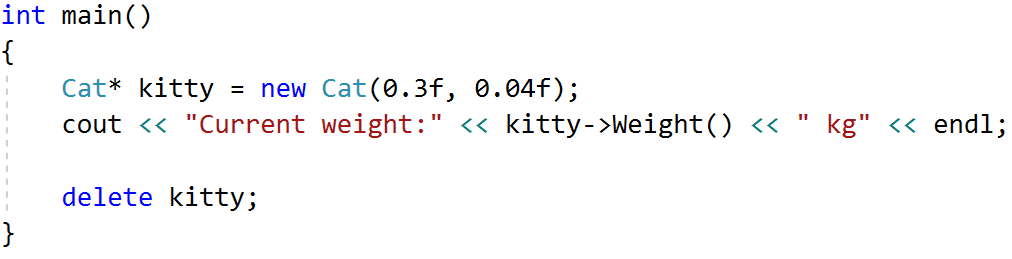 int main()
{
    Cat* kitty = new Cat(0.3f, 0.04f);
    cout << "Current weight:" << kitty->Weight() << " kg" << endl;

    delete kitty;
}